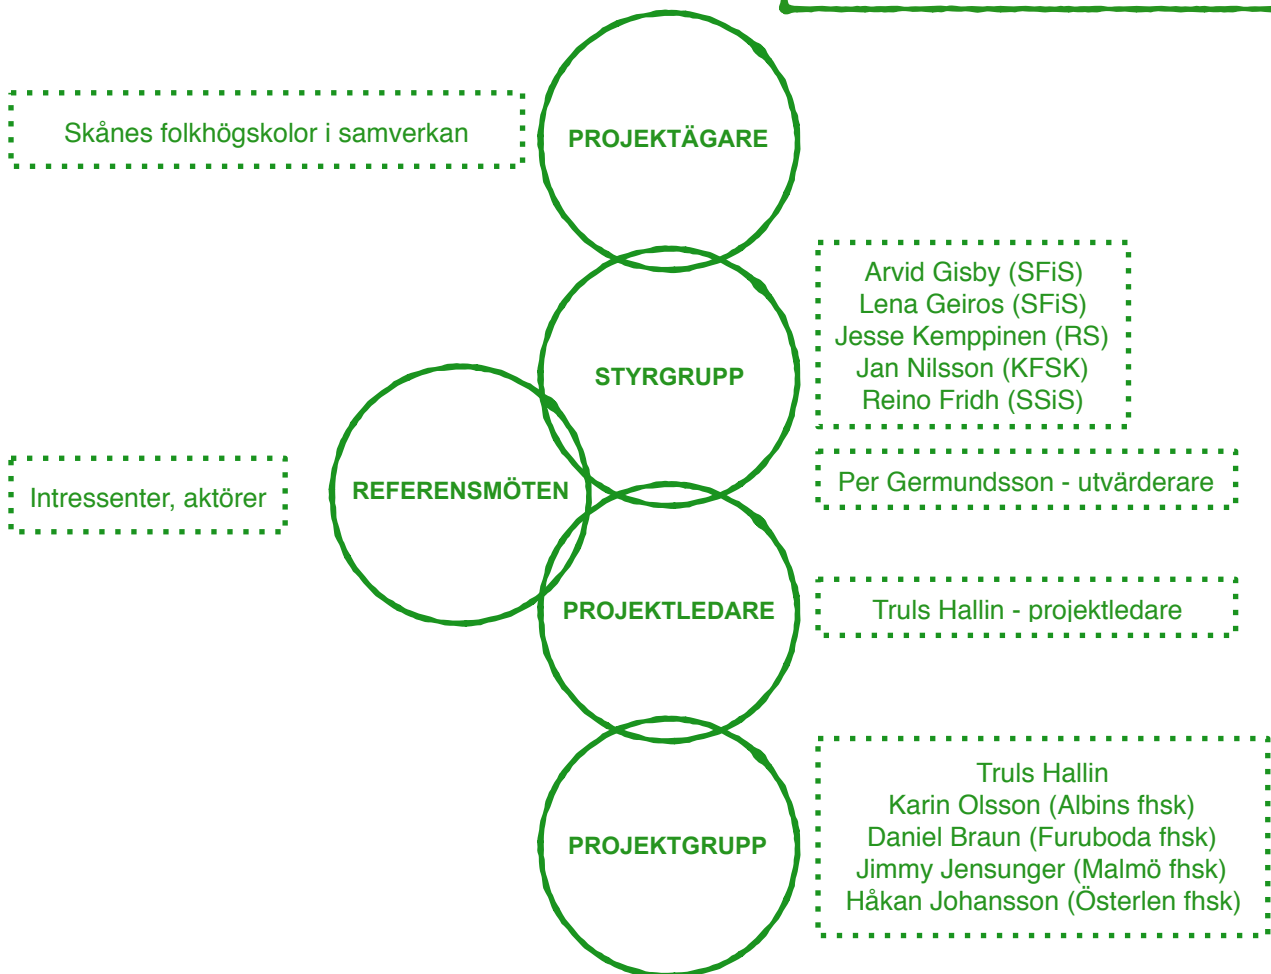 Skånes folkhögskolor i samverkan
PROJEKTÄGARE
Arvid Gisby (SFiS)
Lena Geiros (SFiS)
Jesse Kemppinen (RS)
Jan Nilsson (KFSK)
Reino Fridh (SSiS)
STYRGRUPP
REFERENSMÖTEN
Intressenter, aktörer
Per Germundsson - utvärderare
PROJEKTLEDARE
Truls Hallin - projektledare
PROJEKTGRUPP
Truls Hallin
Karin Olsson (Albins fhsk)
Daniel Braun (Furuboda fhsk)
Jimmy Jensunger (Malmö fhsk)
Håkan Johansson (Österlen fhsk)